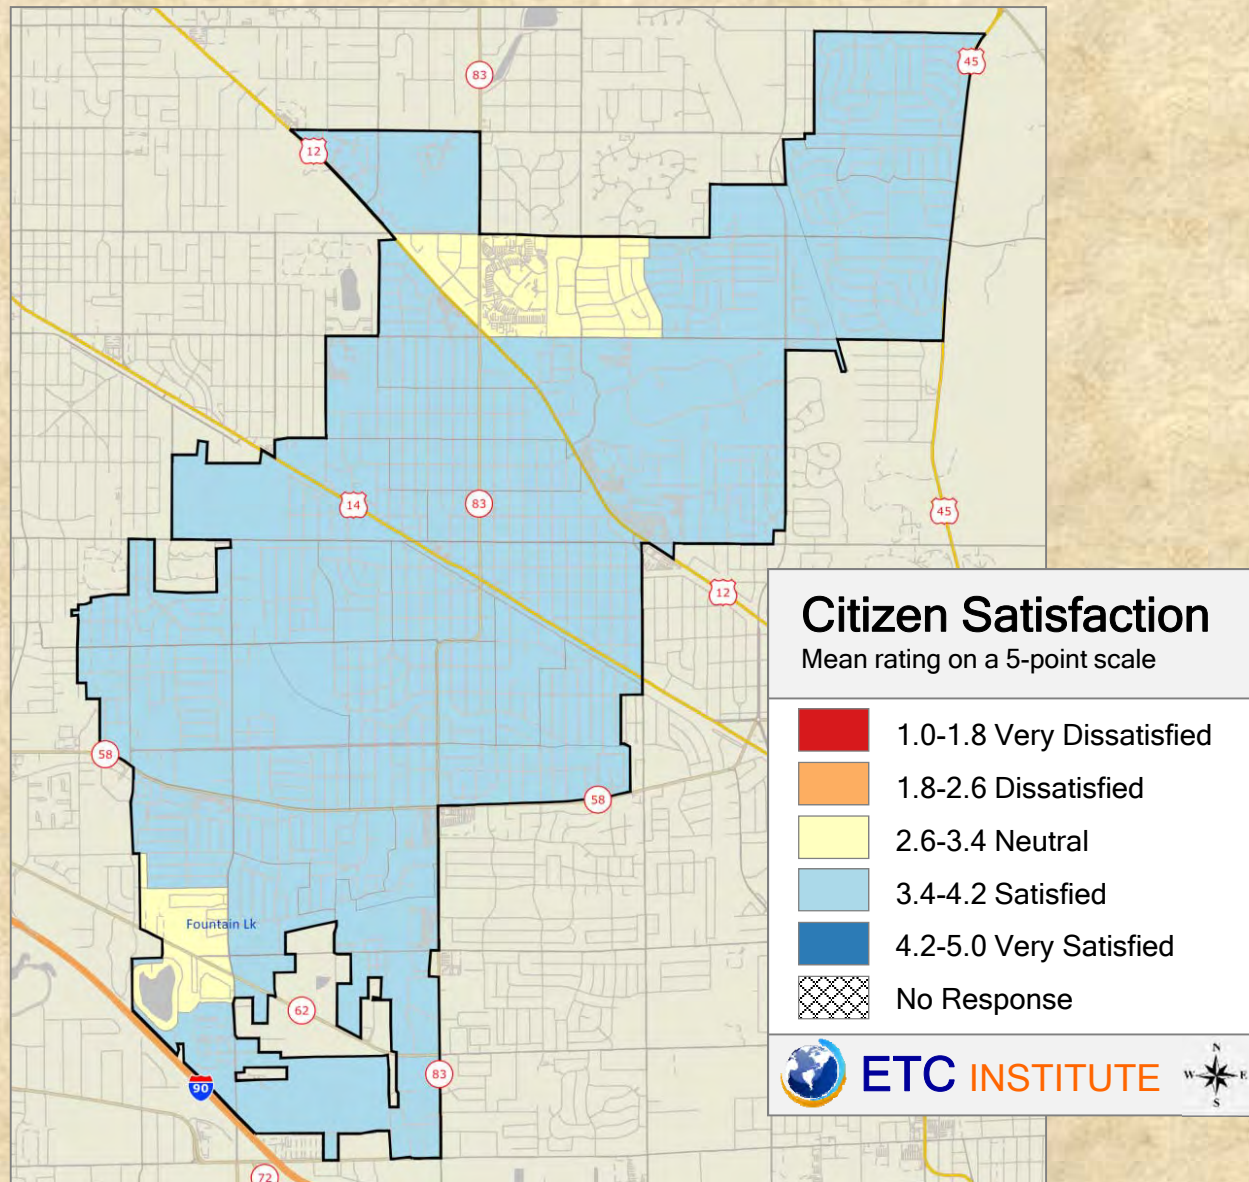 45
83
12
14
83
45
12
58
58
Fountain Lk
62
83
90
72
Citizen Satisfaction
Mean rating on a 5-point scale
1.0-1.8 Very Dissatisfied
1.8-2.6 Dissatisfied
2.6-3.4 Neutral
3.4-4.2 Satisfied
4.2-5.0 Very Satisfied
No Response
ETC INSTITUTE
N
W E
S